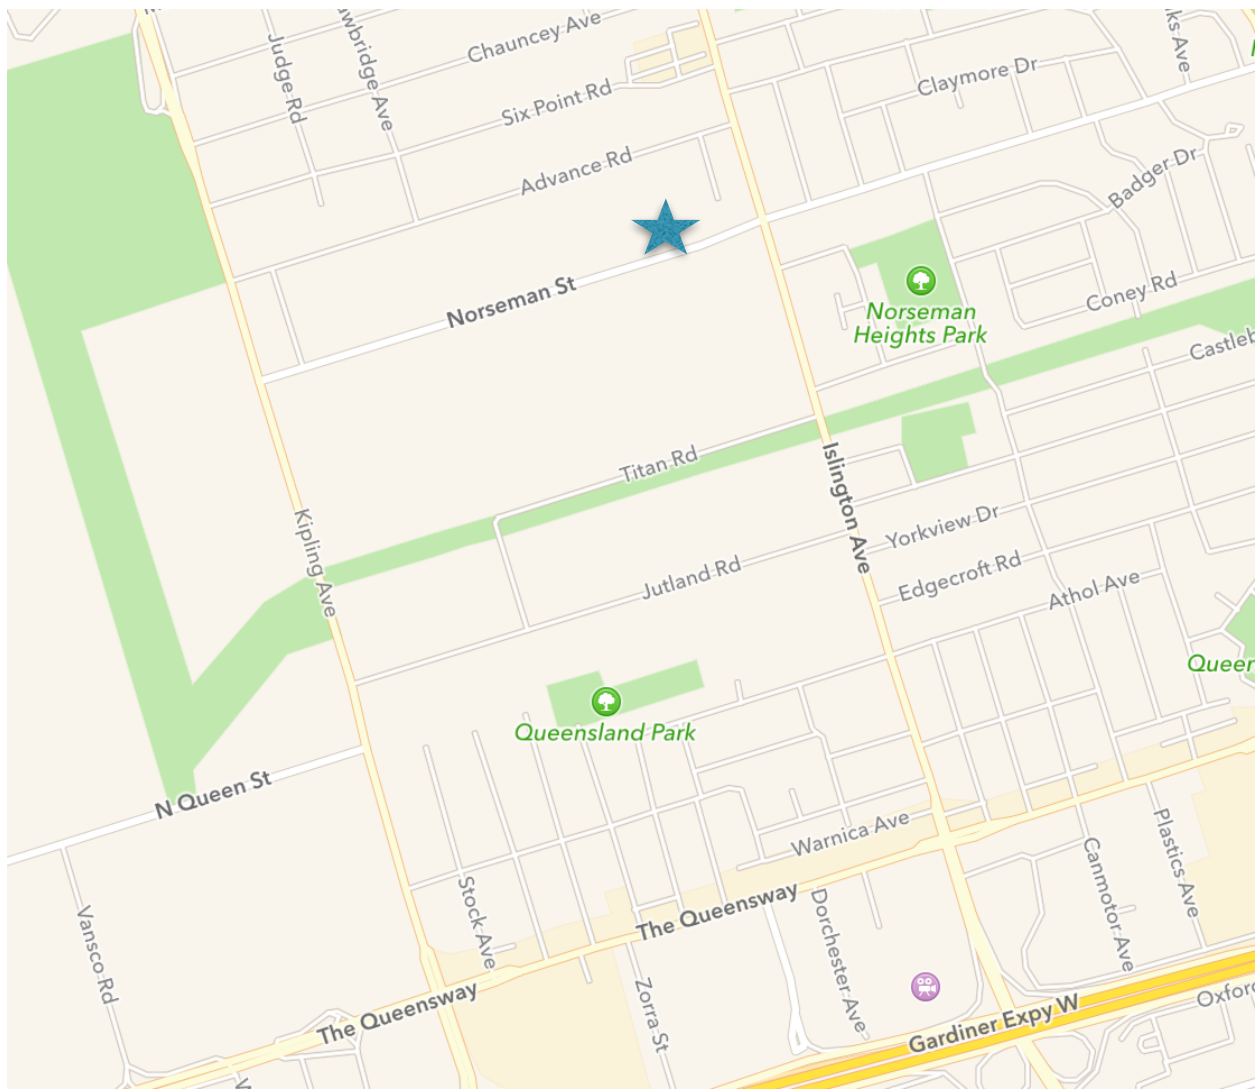 Chauncey Ave
Judge Rd
Six Point Rd
Claymore Dr
Advance Rd
Badger Dr
Norseman St
Norseman
Heights Park
Coney Rd
Titan Rd
Islington Ave
Kipling Ave
Yorkview Dr
Jutland Rd
Edgecroft Rd
Athol Ave
Queensland Park
N Queen St
Warnica Ave
Stock Ave
The Queensway
Dorchester Ave
Canmotor Ave
Plastics Ave
Vansco Rd
Zorra St
The Queensway
Gardiner Expy W